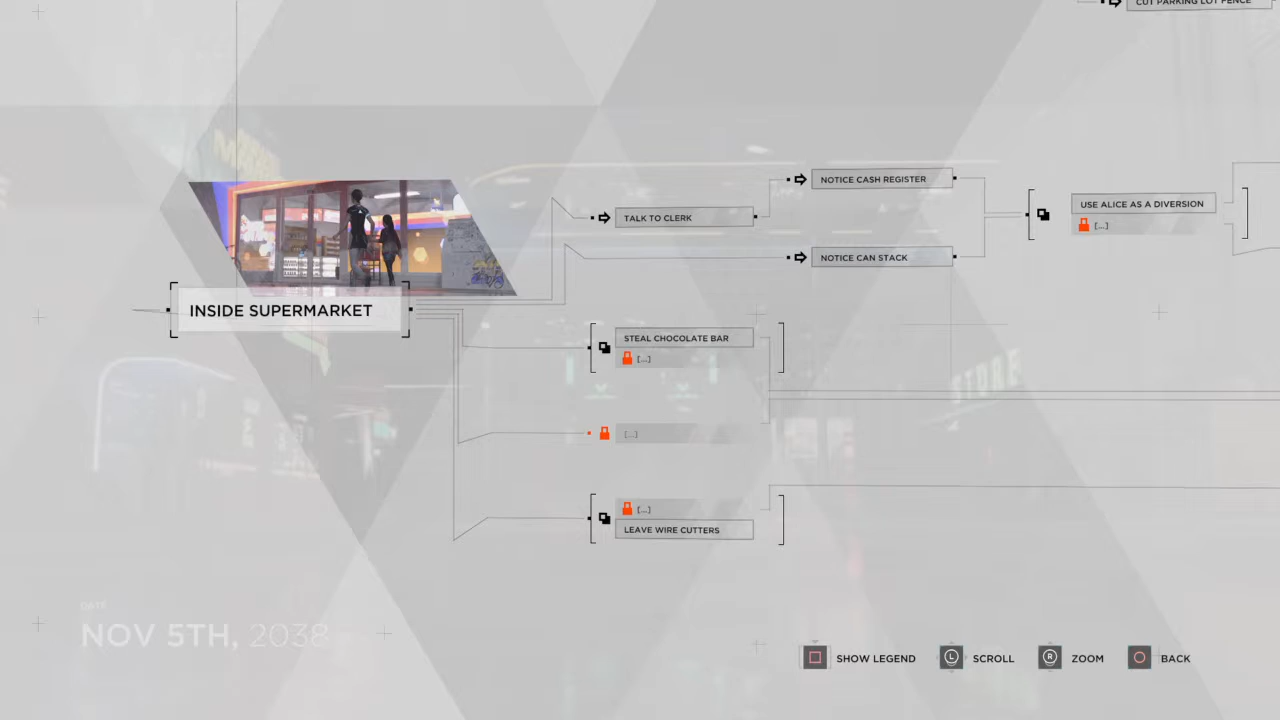 CUT PARKING LOT FENCE
NOTICE CASH REGISTER
TALK TO CLERK
USE ALICE AS A DIVERSION
[...]
NOTICE CAN STACK
INSIDE SUPERMARKET
STEAL CHOCOLATE BAR
[...]
STORE
[...]
[...]
LEAVE WIRE CUTTERS
DATE
NOV 5TH, 2038
SHOW LEGEND
L
SCROLL
R
ZOOM
BACK